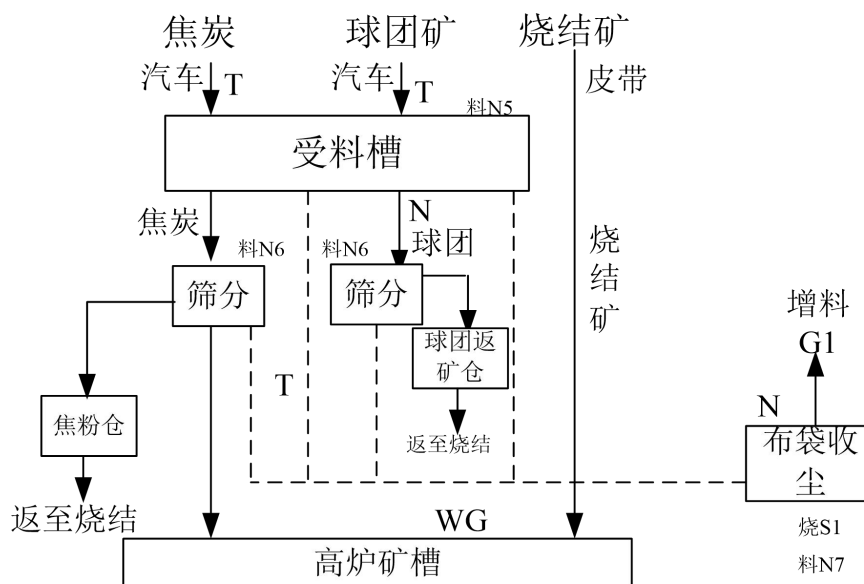 焦炭
球团矿
烧结矿
汽车
T
汽车
T
皮带
料N5
受料槽
焦炭
N
球团
料N6
料N6
筛分
筛分
烧结矿
球团返
矿仓
增料
G1
T
N
焦粉仓
返至烧结
布袋收
尘
返至烧结
WG
烧S1
高炉矿槽
料N7